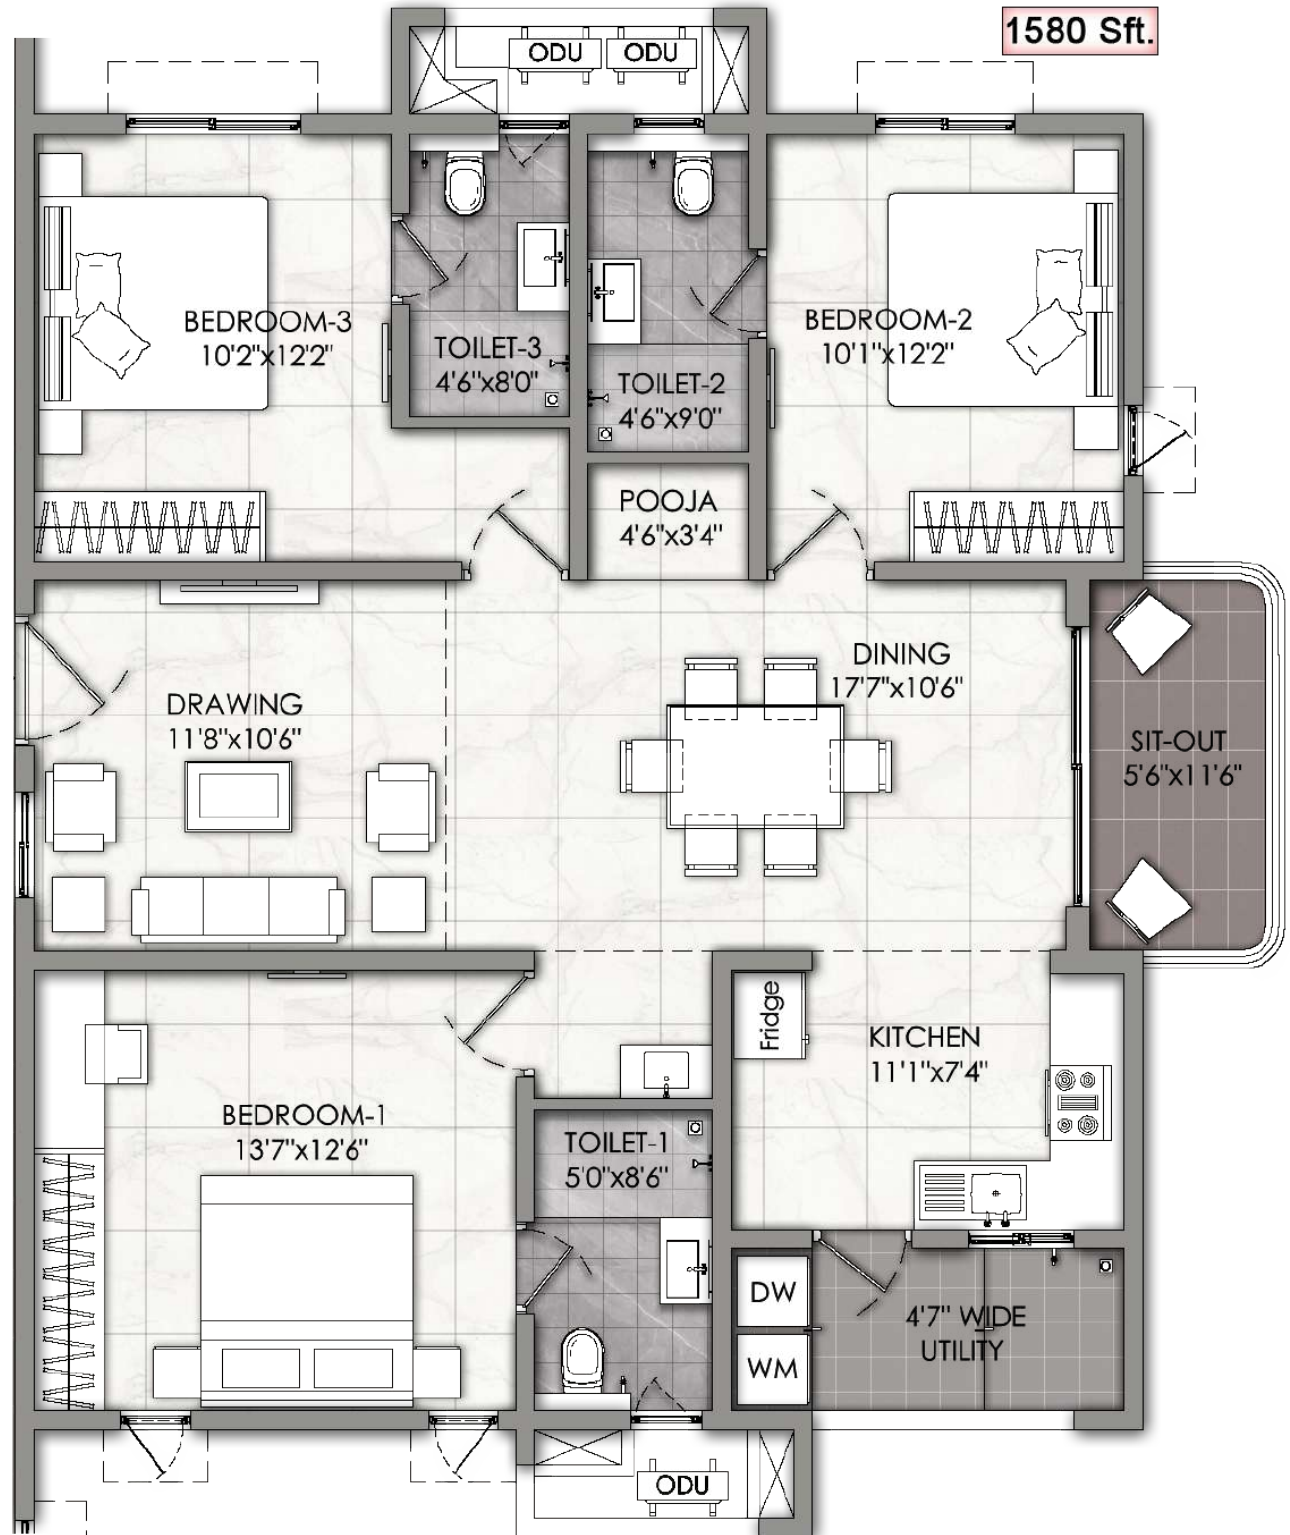 1580 Sft.
ODU
ODU
BEDROOM-3
10'2"x12'2"
TOILET-3
4'6"x8'0"
TOILET-2
4'6"x9'0"
BEDROOM-2
10'1"x12'2"
POOJA
4'6"x3'4"
DRAWING
11'8"x10'6"
DINING
17'7"x10'6"
SIT-OUT
5'6"x11'6"
Fridge
KITCHEN
11'1"x7'4"
BEDROOM-1
13'7"x12'6"
TOILET-1
5'0"x8'6"
DW
WM
4'7" WIDE
UTILITY
ODU